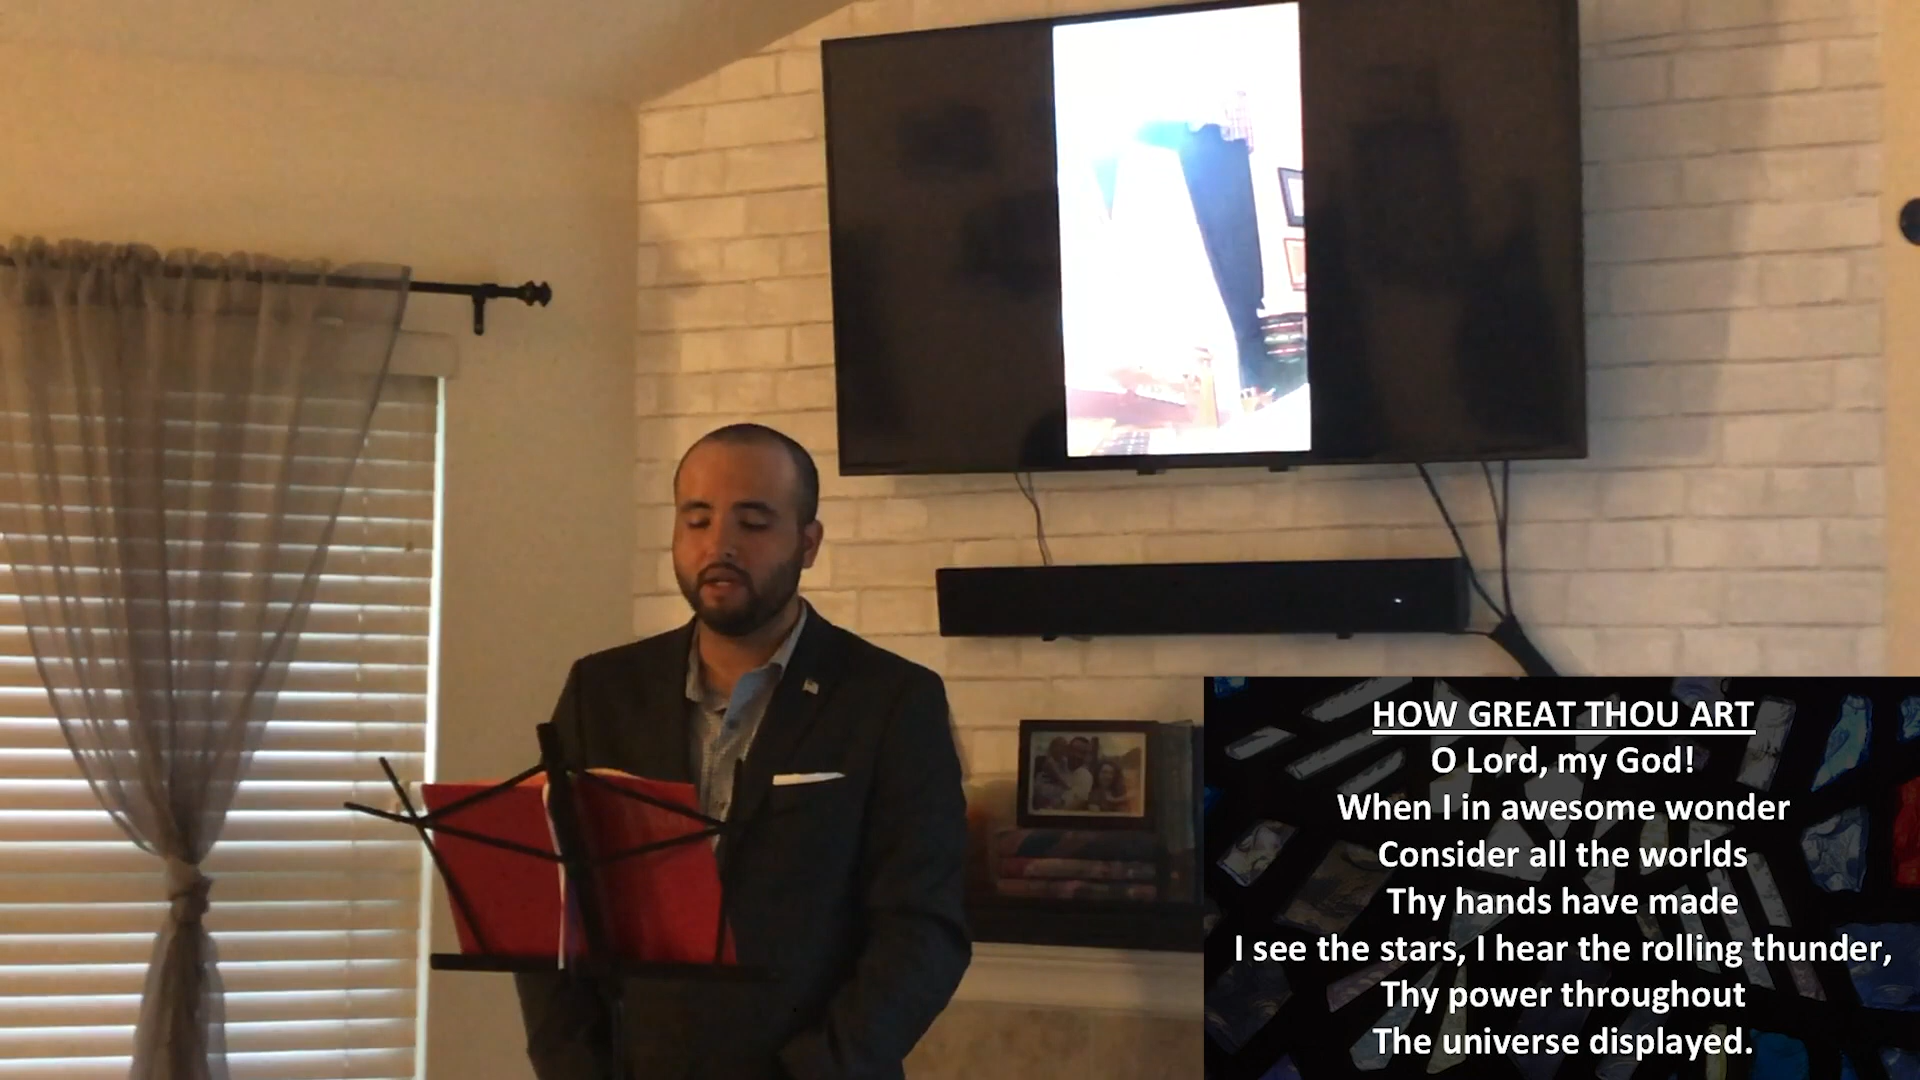 HOW GREAT THOU ART
O Lord, my God!
When I in awesome wonder
Consider all the worlds
Thy hands have made
I see the stars, I hear the rolling thunder,
Thy power throughout
The universe displayed.